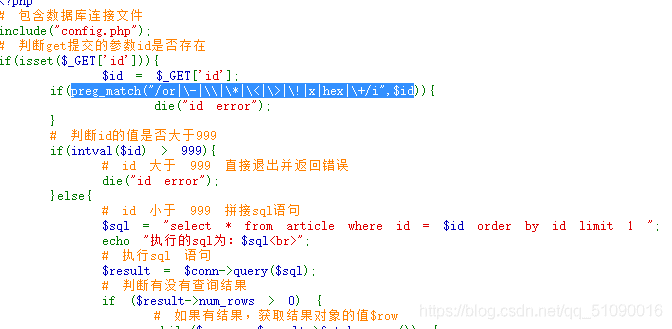 <?php
# 包含数据库连接文件
include("config.php");
# 判断get提交的参数id是否存在
if(isset($_GET['id'])){
$id = $_GET['id'];
if(preg_match("/or|\-|\\|\*|\<|\>|\!|x|hex|\+/i",$id)){
die("id error");
}
# 判断id的值是否大于999
if(intval($id) > 999){
# id 大于 999 直接退出并返回错误
die("id error");
}else{
# id 小于 999 拼接sql语句
$sql = "select * from article where id = $id order by id limit 1 ";
echo "执行的sql为: $sql<br>";
# 执行sql 语句
$result = $conn->query($sql);
# 判断有没有查询结果
if ($result->num_rows > 0) {
# 如果有结果，获取结果对象的值$row
https://blog.csdn.net/qq_51090016